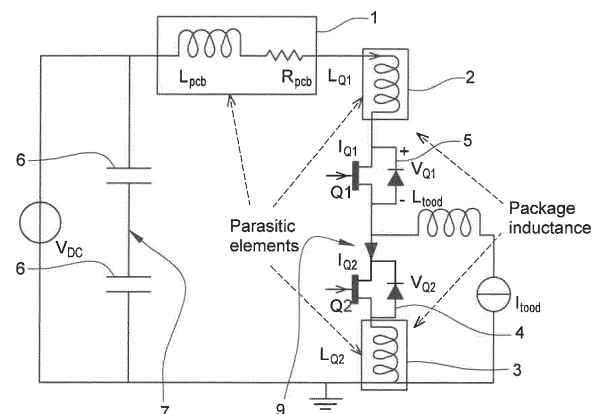 1
L_pcb
R_pcb
L_Q1
2
6
I_Q1
+
5
V_Q1
Q1
-
L_tood
Parasitic
elements
Package
inductance
V_DC
9
I_Q2
V_Q2
Q2
6
I_tood
4
L_Q2
3
7
9